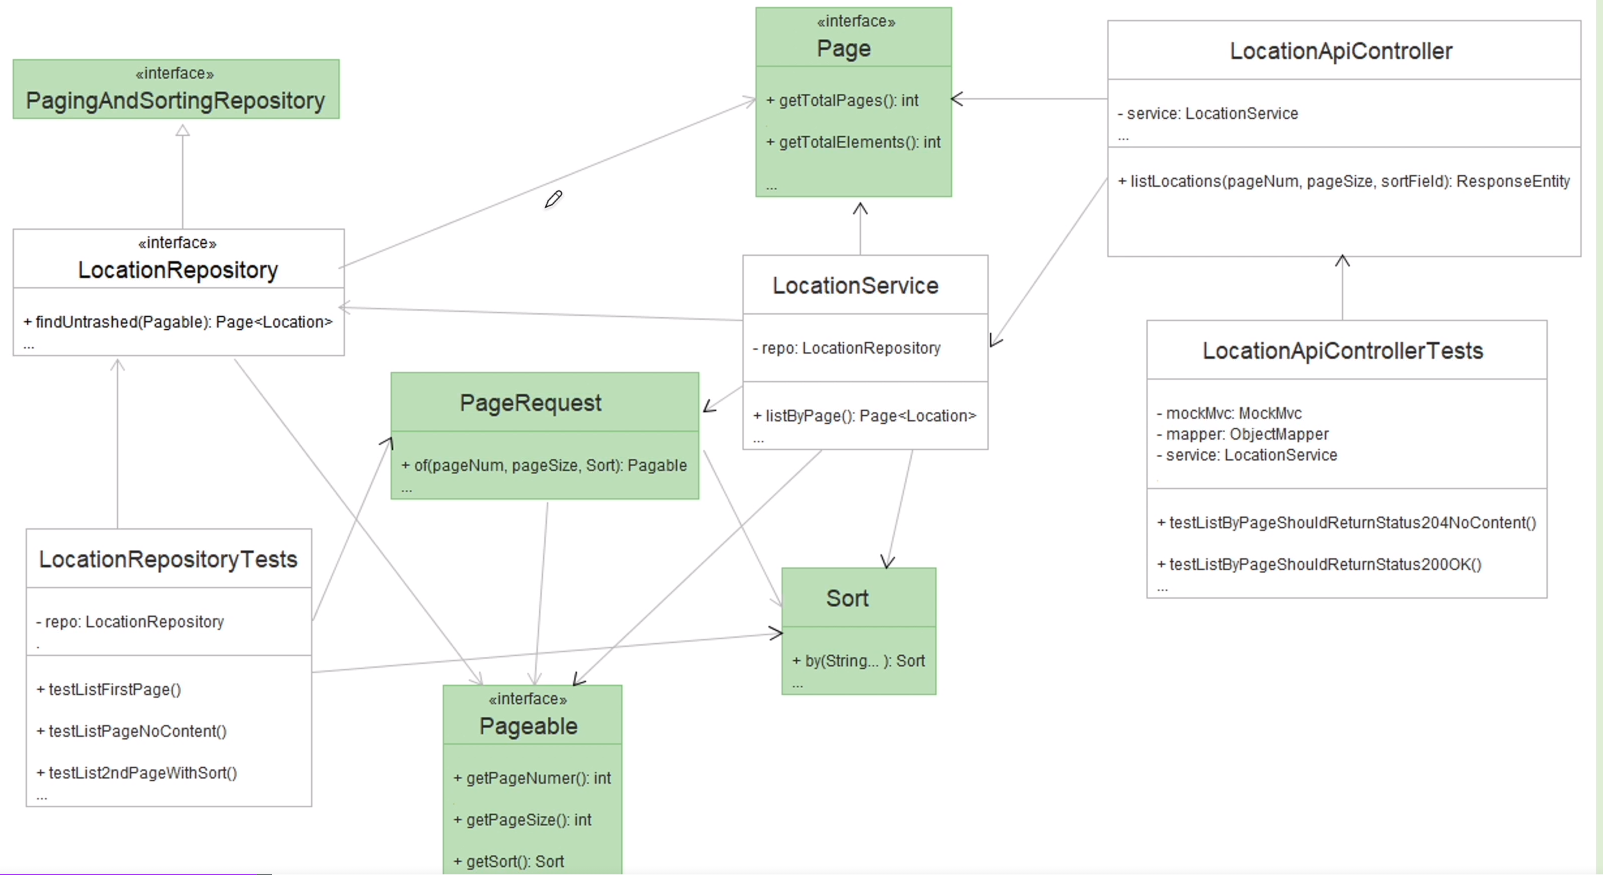 «interface»
PagingAndSortingRepository
«interface»
LocationRepository
+ findUntrashed(Pagable): Page<Location>
...
LocationRepositoryTests
- repo: LocationRepository
.
+ testListFirstPage()
+ testListPageNoContent()
+ testList2ndPageWithSort()
...
PageRequest
+ of(pageNum, pageSize, Sort): Pagable
...
«interface»
Pageable
+ getPageNumer(): int
+ getPageSize(): int
+ getSort(): Sort
«interface»
Page
+ getTotalPages(): int
+ getTotalElements(): int
...
LocationService
- repo: LocationRepository
+ listByPage(): Page<Location>
...
Sort
+ by(String... ): Sort
...
LocationApiController
- service: LocationService
...
+ listLocations(pageNum, pageSize, sortField): ResponseEntity
LocationApiControllerTests
- mockMvc: MockMvc
- mapper: ObjectMapper
- service: LocationService
+ testListByPageShouldReturnStatus204NoContent()
+ testListByPageShouldReturnStatus200OK()
...